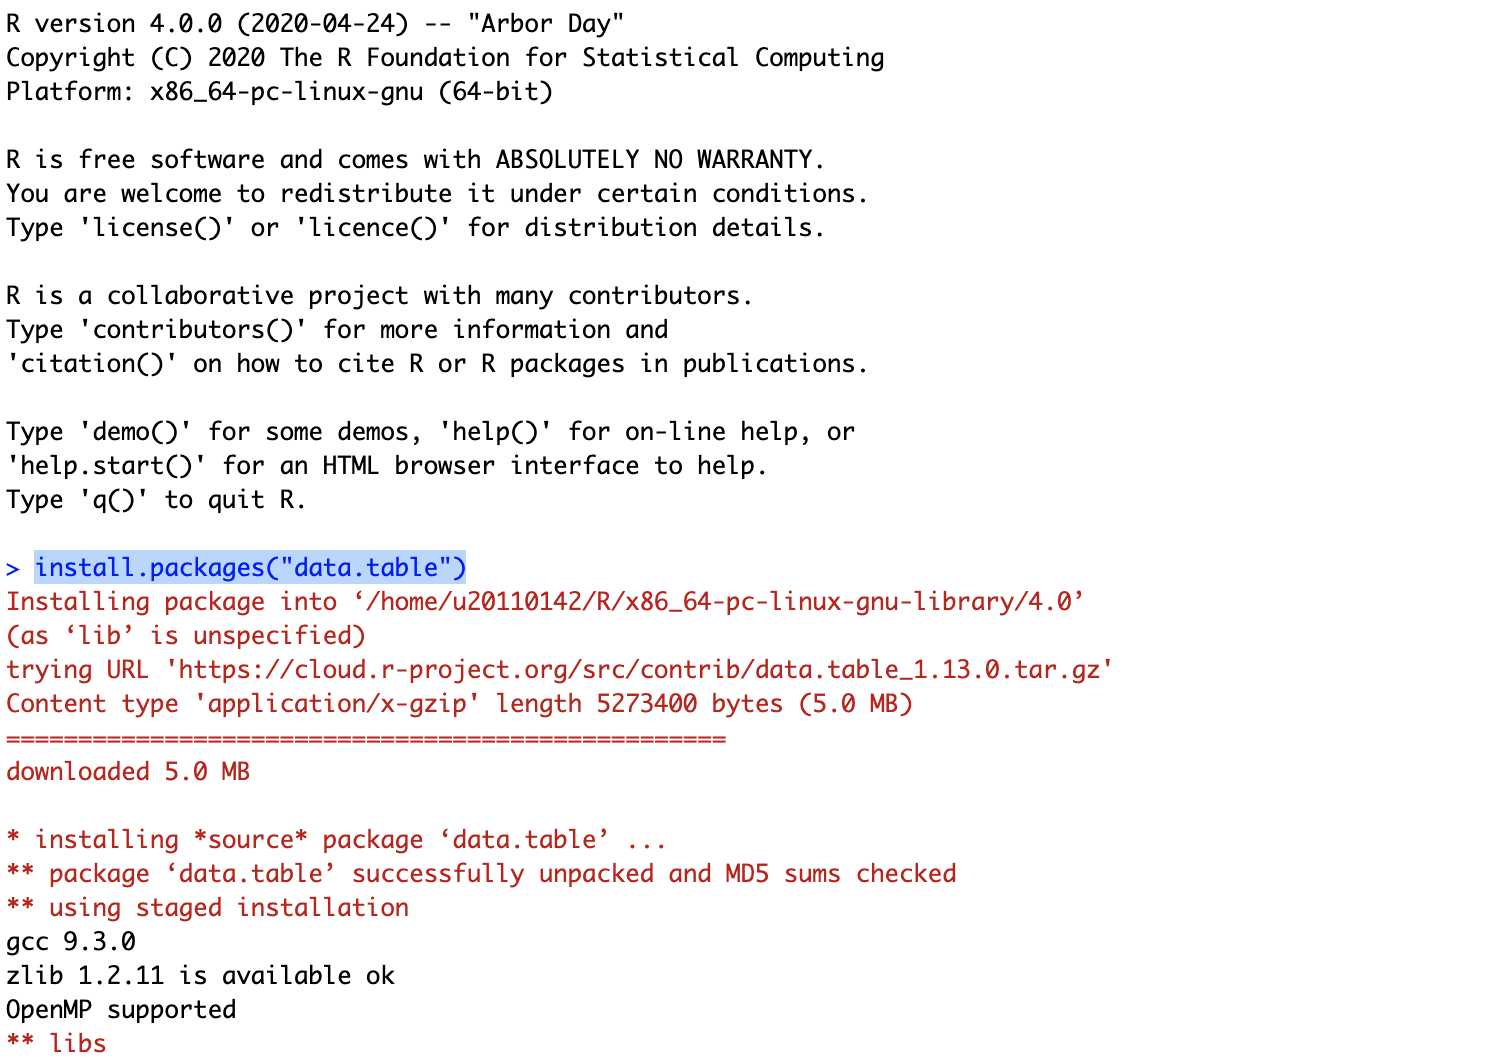 R version 4.0.0 (2020-04-24) -- "Arbor Day"
Copyright (C) 2020 The R Foundation for Statistical Computing
Platform: x86_64-pc-linux-gnu (64-bit)
R is free software and comes with ABSOLUTELY NO WARRANTY.
You are welcome to redistribute it under certain conditions.
Type 'license()' or 'licence()' for distribution details.
R is a collaborative project with many contributors.
Type 'contributors()' for more information and
'citation()' on how to cite R or R packages in publications.
Type 'demo()' for some demos, 'help()' for on-line help, or
'help.start()' for an HTML browser interface to help.
Type 'q()' to quit R.
> install.packages("data.table")
Installing package into ‘/home/u20110142/R/x86_64-pc-linux-gnu-library/4.0’
(as ‘lib’ is unspecified)
trying URL 'https://cloud.r-project.org/src/contrib/data.table_1.13.0.tar.gz'
Content type 'application/x-gzip' length 5273400 bytes (5.0 MB)
==================================================
downloaded 5.0 MB
* installing *source* package ‘data.table’ ...
** package ‘data.table’ successfully unpacked and MD5 sums checked
** using staged installation
gcc 9.3.0
zlib 1.2.11 is available ok
OpenMP supported
** libs